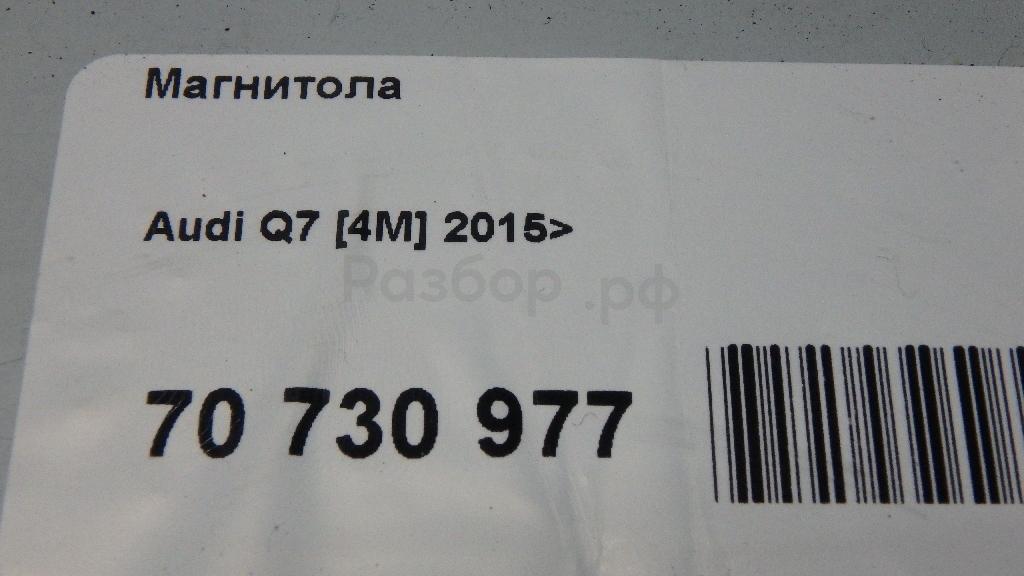 Магнитола
Audi Q7 [4M] 2015>
Разбор.рф
70 730 977